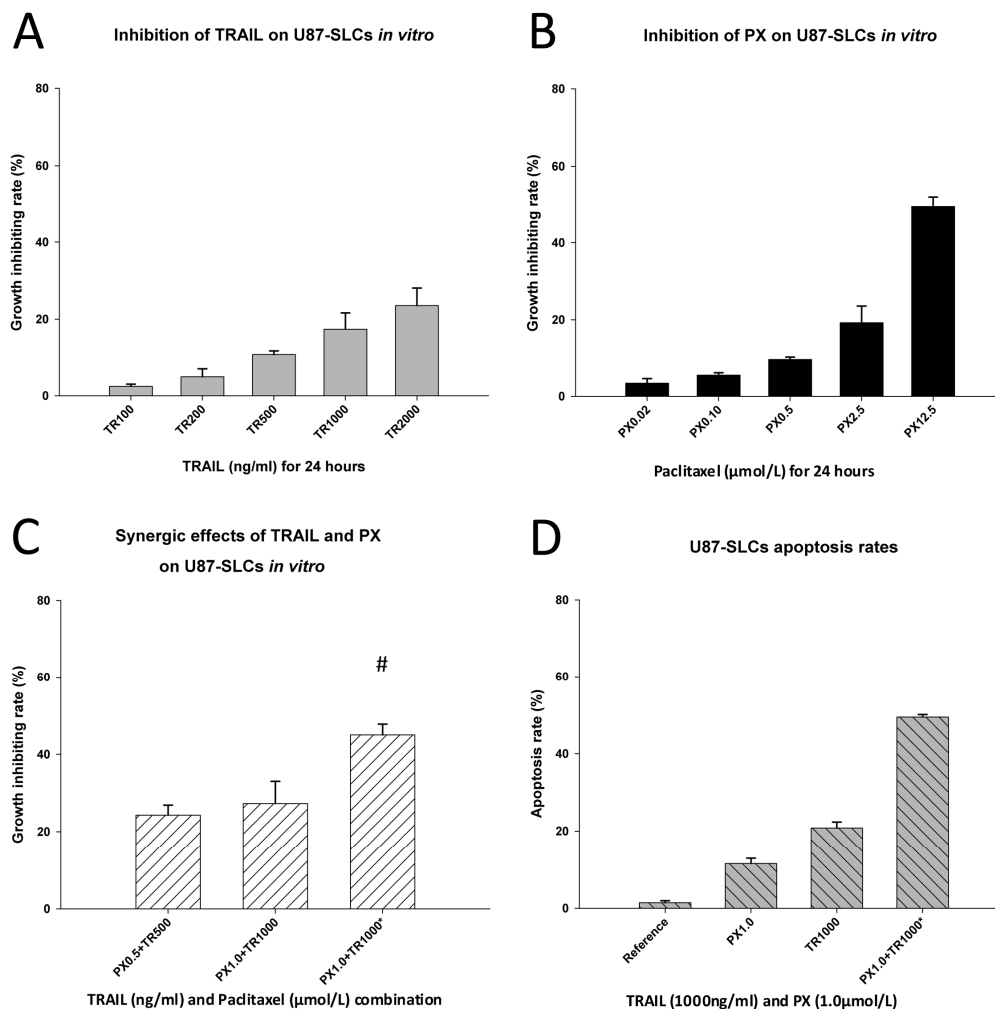 A
Inhibition of TRAIL on U87-SLCs in vitro
Growth inhibiting rate (%)
80
60
40
20
0
TR100
TR200
TR500
TR1000
TR2000
TRAIL (ng/ml) for 24 hours
B
Inhibition of PX on U87-SLCs in vitro
Growth inhibiting rate (%)
80
60
40
20
0
PX0.02
PX0.10
PX0.5
PX2.5
PX12.5
Paclitaxel (μmol/L) for 24 hours
C
Synergic effects of TRAIL and PX
on U87-SLCs in vitro
Growth inhibiting rate (%)
80
60
40
20
0
#
PX0.5+TR500
PX1.0+TR1000
PX1.0+TR1000*
TRAIL (ng/ml) and Paditaxel (μmol/L) combination
D
U87-SLCs apoptosis rates
Apoptosis rate (%)
80
60
40
20
0
Reference
PX1.0
TR1000
PX1.0+TR1000*
TRAIL (1000ng/ml) and PX (1.0μmol/L)